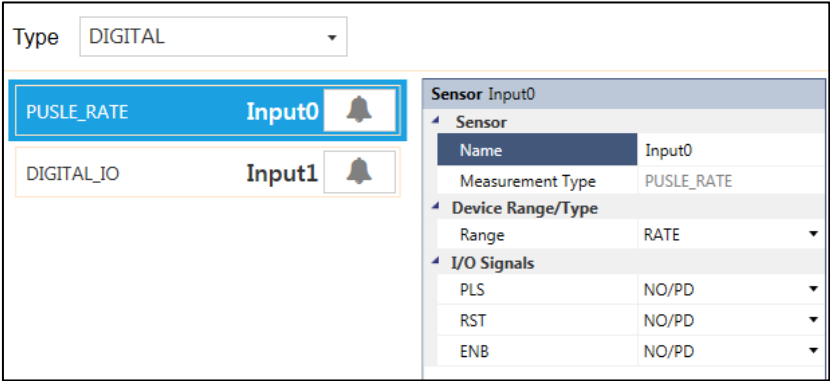 Type DIGITAL
PUSLE_RATE Input0
DIGITAL_IO Input1
Sensor Input0
Sensor
Name Input0
Measurement Type PUSLE_RATE
Device Range/Type
Range RATE
I/O Signals
PLS NO/PD
RST NO/PD
ENB NO/PD